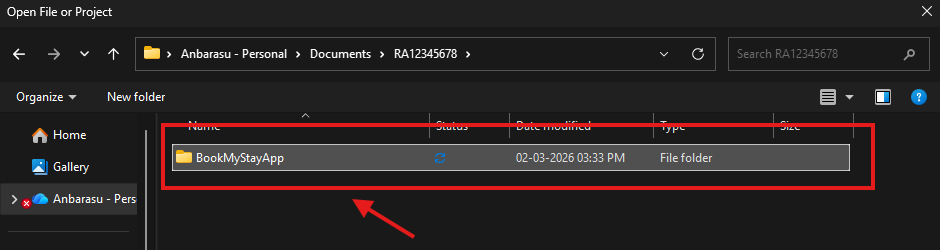 Open File or Project
Anbarasu - Personal > Documents > RA12345678 >
Search RA12345678
Organize
New folder
Name
Status
Date modified
Type
Size
Home
Gallery
Anbarasu - Pers
BookMyStayApp
02-03-2026 03:33 PM
File folder